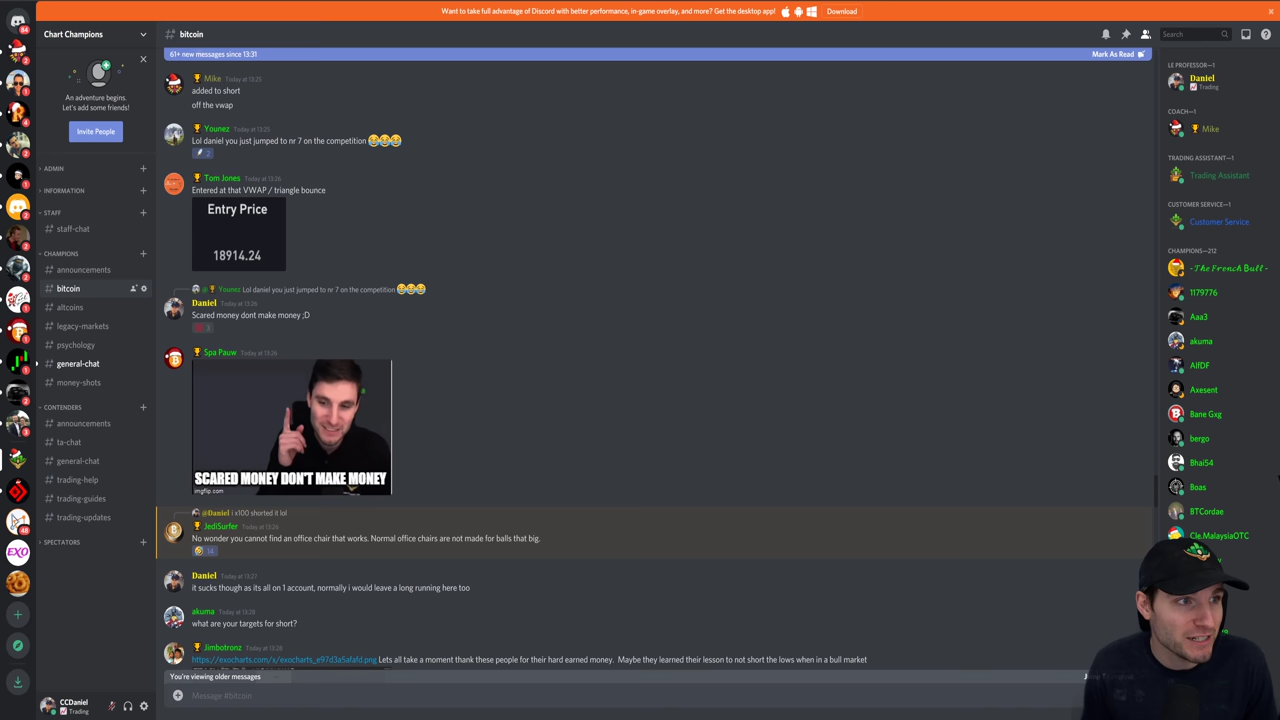 Want to take full advantage of Discord with better performance, in-game overlay, and more? Get the desktop app!
Download
Chart Champions
An adventure begins.
Let's add some friends!
Invite People
ADMIN
INFORMATION
STAFF
staff-chat
CHAMPIONS
announcements
bitcoin
altcoins
legacy-markets
psychology
general-chat
money-shots
CONTENDERS
announcements
ta-chat
general-chat
trading-help
trading-guides
trading-updates
SPECTATORS
CCDaniel
Trading
# bitcoin
Search
61+ new messages since 13:31
Mark As Read
Mike Today at 13:25
added to short
off the vwap
Younez Today at 13:25
Lol daniel you just jumped to nr 7 on the competition 😂😂😂
2
Tom Jones Today at 13:26
Entered at that VWAP / triangle bounce
Entry Price
18914.24
@ Younez Lol daniel you just jumped to nr 7 on the competition 😂😂😂
Daniel Today at 13:26
Scared money dont make money ;D
3
Spa Pauw Today at 13:26
SCARED MONEY DON'T MAKE MONEY
imgflip.com
@Daniel i x100 shorted it lol
JediSurfer Today at 13:26
No wonder you cannot find an office chair that works. Normal office chairs are not made for balls that big.
14
Daniel Today at 13:27
it sucks though as its all on 1 account, normally i would leave a long running here too
akuma Today at 13:28
what are your targets for short?
Jimbotronz Today at 13:28
https://exocharts.com/x/exocharts_e97d3a5afafd.png Lets all take a moment thank these people for their hard earned money. Maybe they learned their lesson to not short the lows when in a bull market
You're viewing older messages
Message #bitcoin
LE PROFESSOR—1
Daniel
Trading
COACH—1
Mike
TRADING ASSISTANT—1
Trading Assistant
CUSTOMER SERVICE—1
Customer Service
CHAMPIONS—212
-The French Bull-
1179776
Aaa3
akuma
AlfDF
Axesent
Bane Gxg
bergo
Bhai54
Boas
BTCordae
Cle.MalaysiaOTC